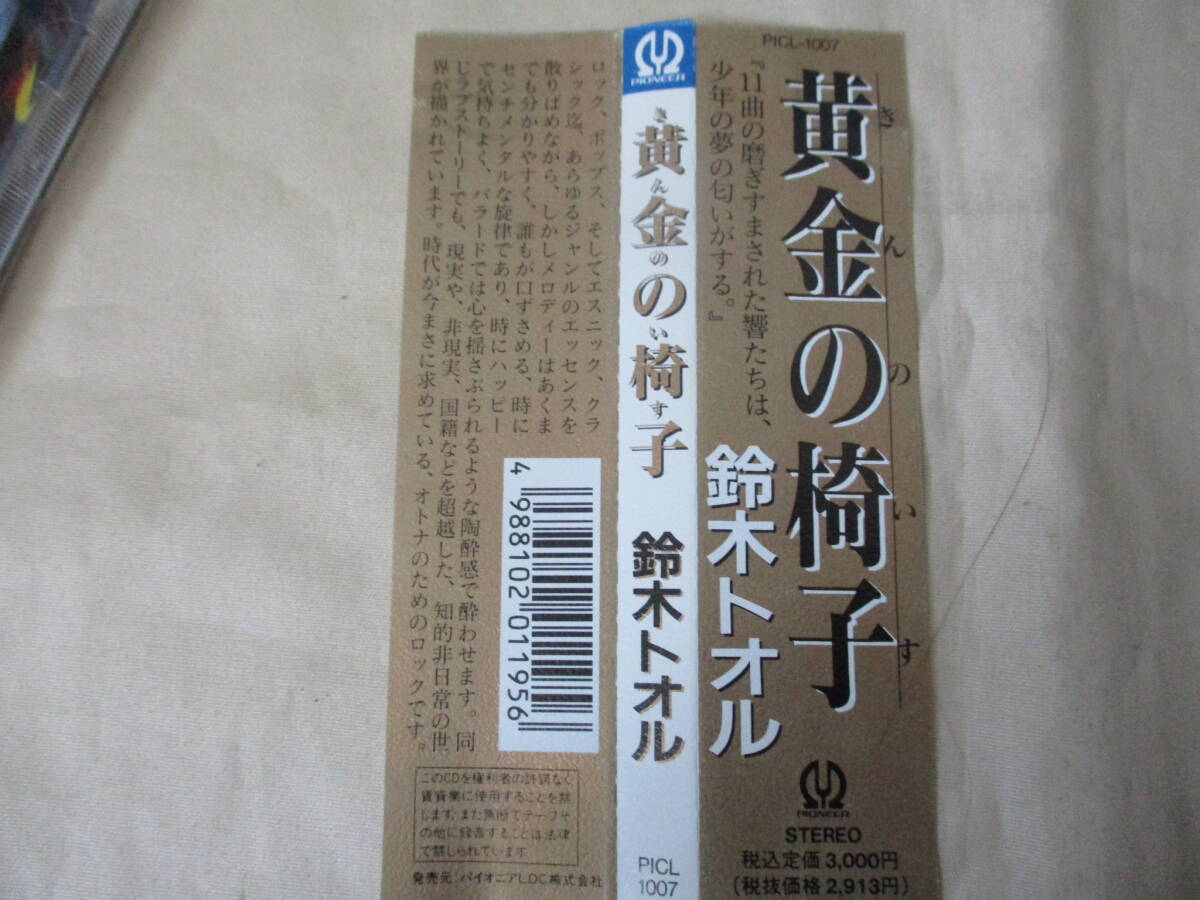 PICL-1007
黄金の椅子
きんのいす
『11曲の磨ぎすまされた響たちは、
少年の夢の匂いがする。』
鈴木トオル
PIONEER
STEREO
税込定価3,000円
(税抜価格2,913円)
PIONEER
黄金の椅子
きんのいす
鈴木トオル
PICL
1007
ロック、ポップス、そしてエスニック、クラ
シック迄、あらゆるジャンルのエッセンスを
散りばめながら、しかしメロディーはあくま
でも分かりやすく、誰もが口ずさめる、時に
センチメンタルな旋律であり、時にハッピー
で気持ちよく、バラードでは心を揺さぶられるような陶酔感で酔わせます。同
じラブストーリーでも、現実や、非現実、国籍などを超越した、知的非日常の世
界が描かれています。時代が今まさに求めている、オトナのためのロックです。
4 988102 011956
このCDを権利者の許諾なく
賃貸業に使用することを禁
します。また無断でテープそ
の他に録音することは法律
で禁じられています
発売元:パイオニアLDC株式会社